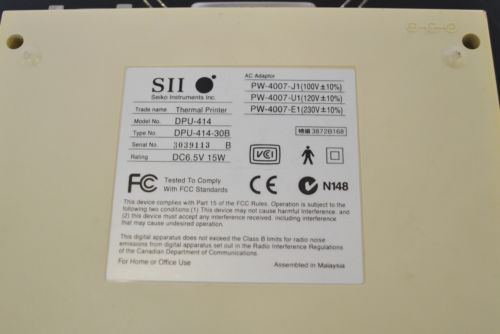 SII
Seiko Instruments Inc.
Trade name Thermal Printer
Model No. DPU-414
Type No. DPU-414-30B
Serial No. 3039113 B
Rating DC6.5V 15W
AC Adaptor
PW-4007-J1(100V±10%)
PW-4007-U1(120V±10%)
PW-4007-E1(230V±10%)
3872B168
VCI
FC Tested To Comply
With FCC Standards
CE
N148
This device complies with Part 15 of the FCC Rules. Operation is subject to the
following two conditions:(1) This device may not cause harmful Interference: and
(2) this device must accept any interference received. including interference
that may cause undesired operation.
This digital apparatus does not exceed the Class B limits for radio noise
emissions from digital apparatus set out in the Radio Interference Regulations
of the Canadian Department of Communications.
For Home or Office Use
Assembled in Malaysia